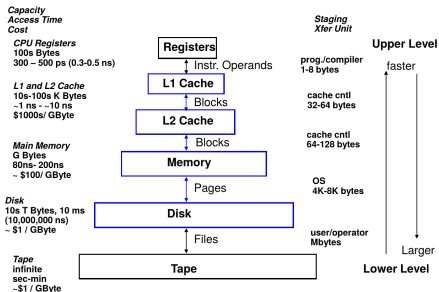 Capacity
Access Time
Cost
CPU Registers
100s Bytes
300 – 500 ps (0.3-0.5 ns)
L1 and L2 Cache
10s-100s K Bytes
~1 ns - ~10 ns
$1000s/ GByte
Main Memory
G Bytes
80ns- 200ns
~ $100/ GByte
Disk
10s T Bytes, 10 ms
(10,000,000 ns)
~ $1 / GByte
Tape
infinite
sec-min
~$1 / GByte
Registers
Instr. Operands
L1 Cache
Blocks
L2 Cache
Blocks
Memory
Pages
Disk
Files
Tape
Staging
Xfer Unit
prog./compiler
1-8 bytes
cache cntl
32-64 bytes
cache cntl
64-128 bytes
OS
4K-8K bytes
user/operator
Mbytes
Upper Level
faster
Larger
Lower Level